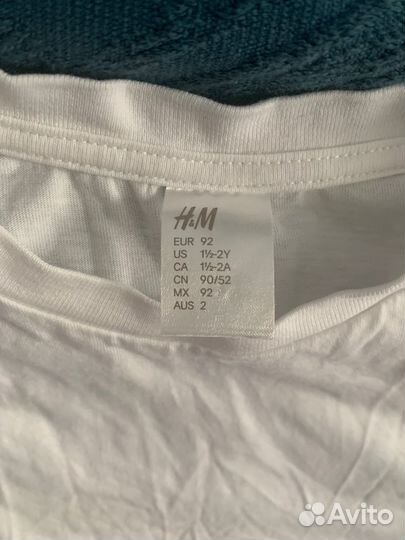 H&M
EUR 92
US 1½-2Y
CA 1½-2A
CN 90/52
MX 92
AUS 2
Avito